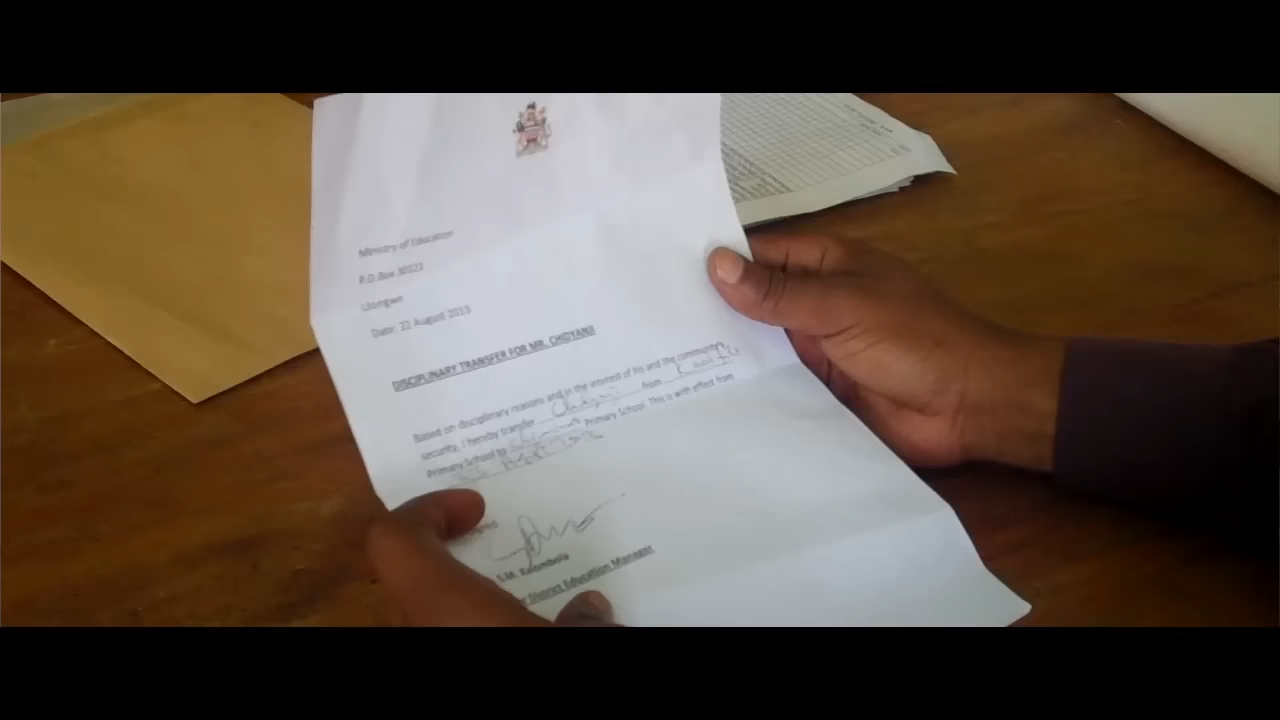 Ministry of Education
P.O Box 30221
Lilongwe
Date: 22 August 2013
DISCIPLINARY TRANSFER FOR MR. CHIDYANJI
Based on disciplinary reasons and in the interest of his and the community's
security, I hereby transfer from
Primary School to Primary School. This is with effect from
S.M. Kalombola
District Education Manager